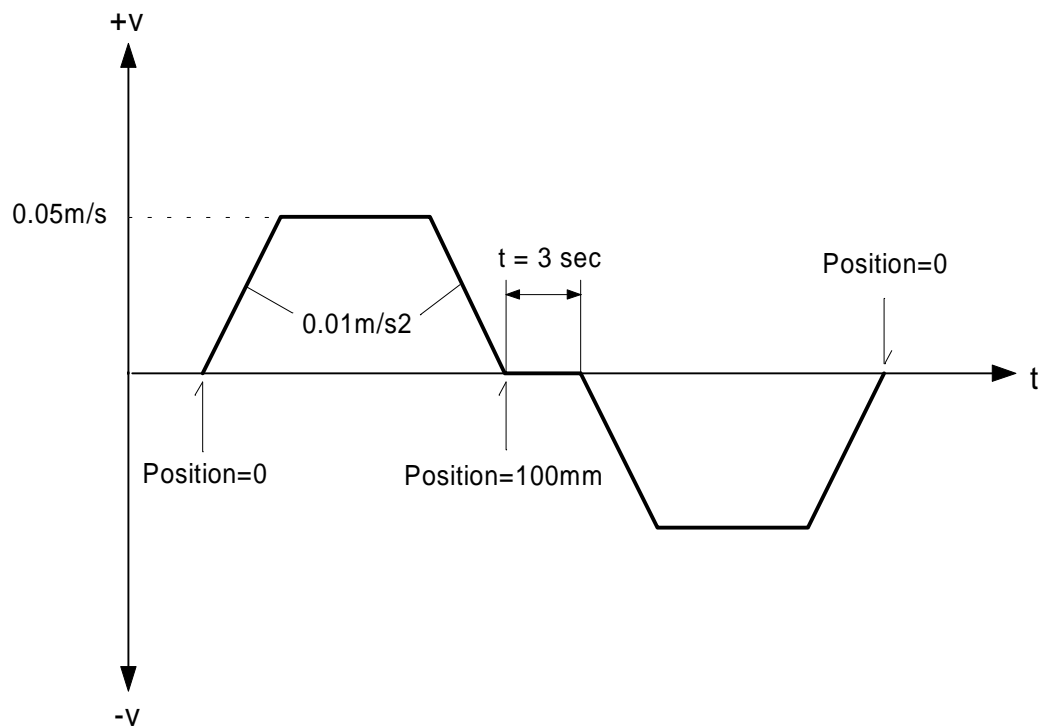 +v
0.05m/s
t = 3 sec
Position=0
0.01m/s2
t
Position=0
Position=100mm
-v